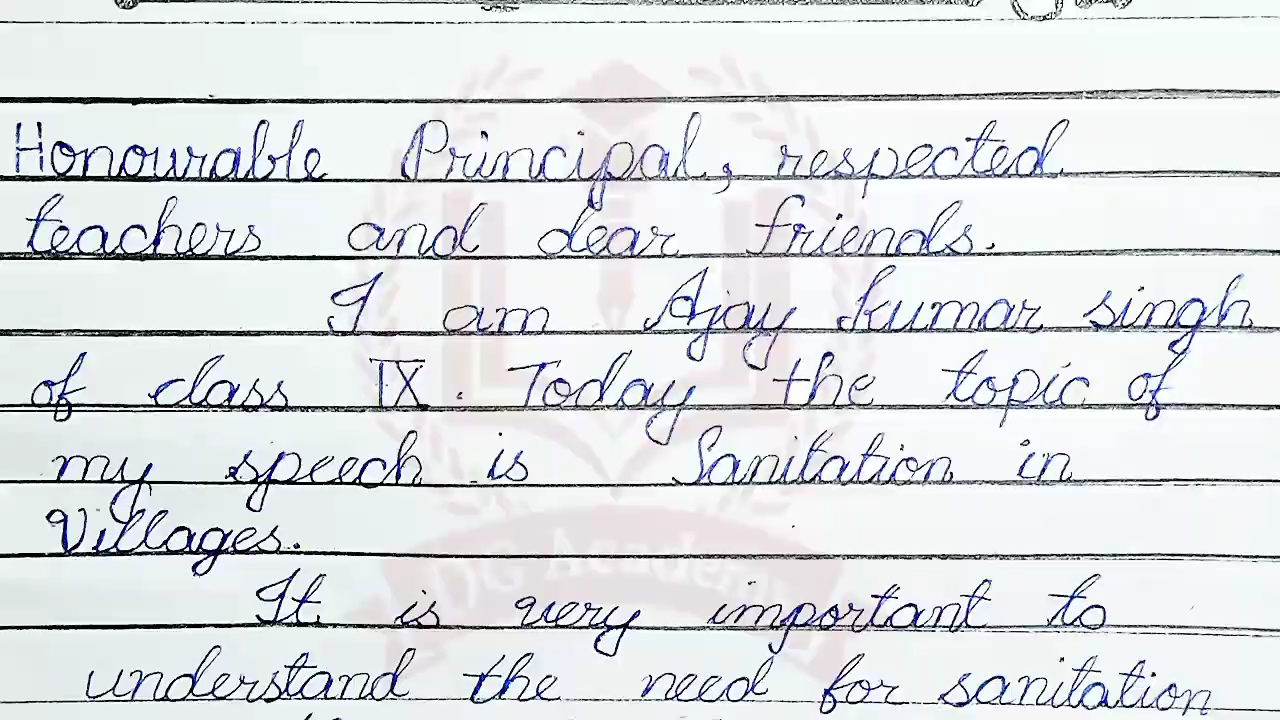 Honourable Principal, respected
teachers and dear friends.
I am Ajay Kumar singh
of class IX. Today the topic of
my speech is Sanitation in
Villages.
It is very important to
understand the need for sanitation